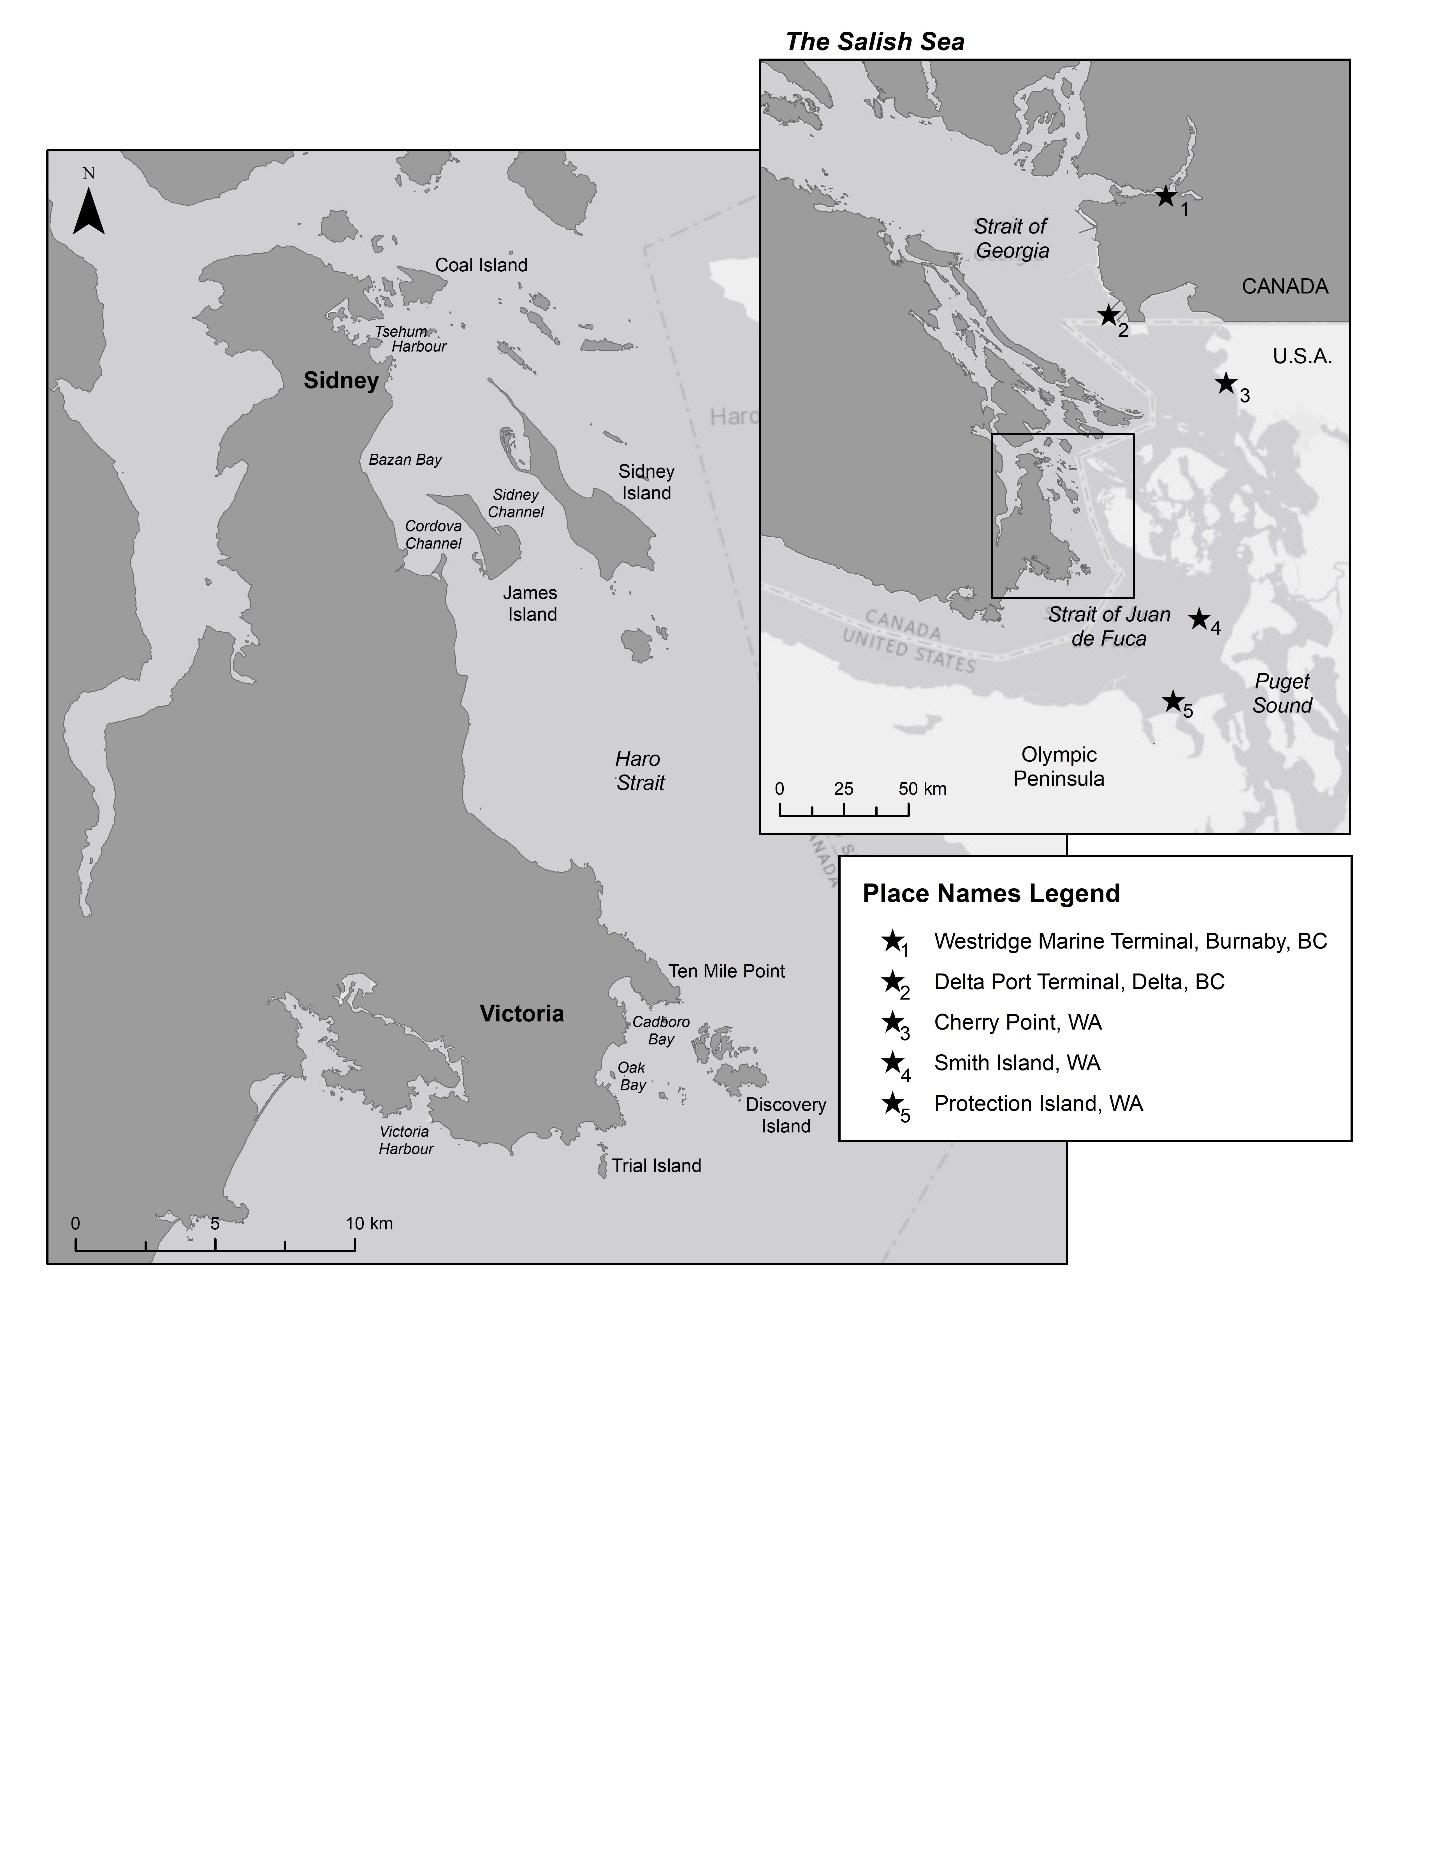 The Salish Sea
N
Coal Island
Tsehum
Harbour
Sidney
Haro
Bazan Bay
Sidney
Island
Sidney
Channel
Cordova
Channel
James
Island
Haro
Strait
Ten Mile Point
Victoria
Cadboro
Bay
Oak
Bay
Discovery
Island
Victoria
Harbour
Trial Island
0 5 10 km
Strait of
Georgia
1
CANADA
2
U.S.A.
3
Strait of Juan
de Fuca
CANADA
UNITED STATES
4
Puget
Sound
5
Olympic
Peninsula
0 25 50 km
Place Names Legend
1 Westridge Marine Terminal, Burnaby, BC
2 Delta Port Terminal, Delta, BC
3 Cherry Point, WA
4 Smith Island, WA
5 Protection Island, WA